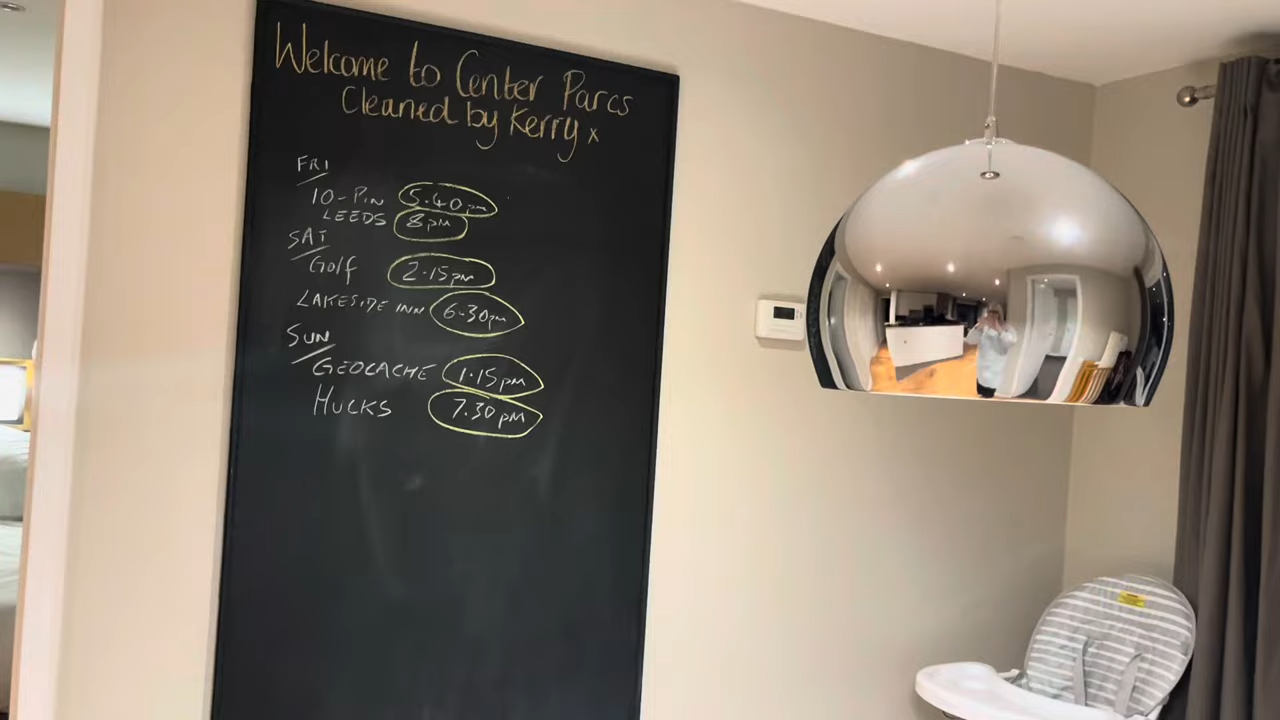 Welcome to Center Parcs
Cleaned by Kerry x
FRI
10-PIN 5.40pm
LEEDS 8pm
SAT
Golf 2.15pm
LAKESIDE INN 6.30pm
SUN
GEOCACHE 1.15pm
HUCKS 7.30pm